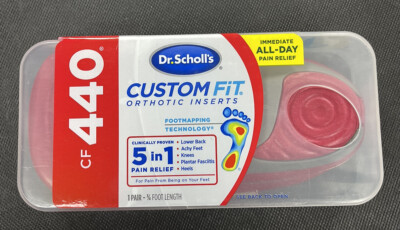 CF 440®
Dr.Scholl's®
IMMEDIATE
ALL-DAY
PAIN RELIEF
CUSTOM FiT®
ORTHOTIC INSERTS
FOOTMAPPING
TECHNOLOGY®
CLINICALLY PROVEN
5 in 1
PAIN RELIEF
• Lower Back
• Achy Feet
• Knees
• Plantar Fasciitis
• Heels
For Pain From Being on Your Feet
1 PAIR – ¾ FOOT LENGTH